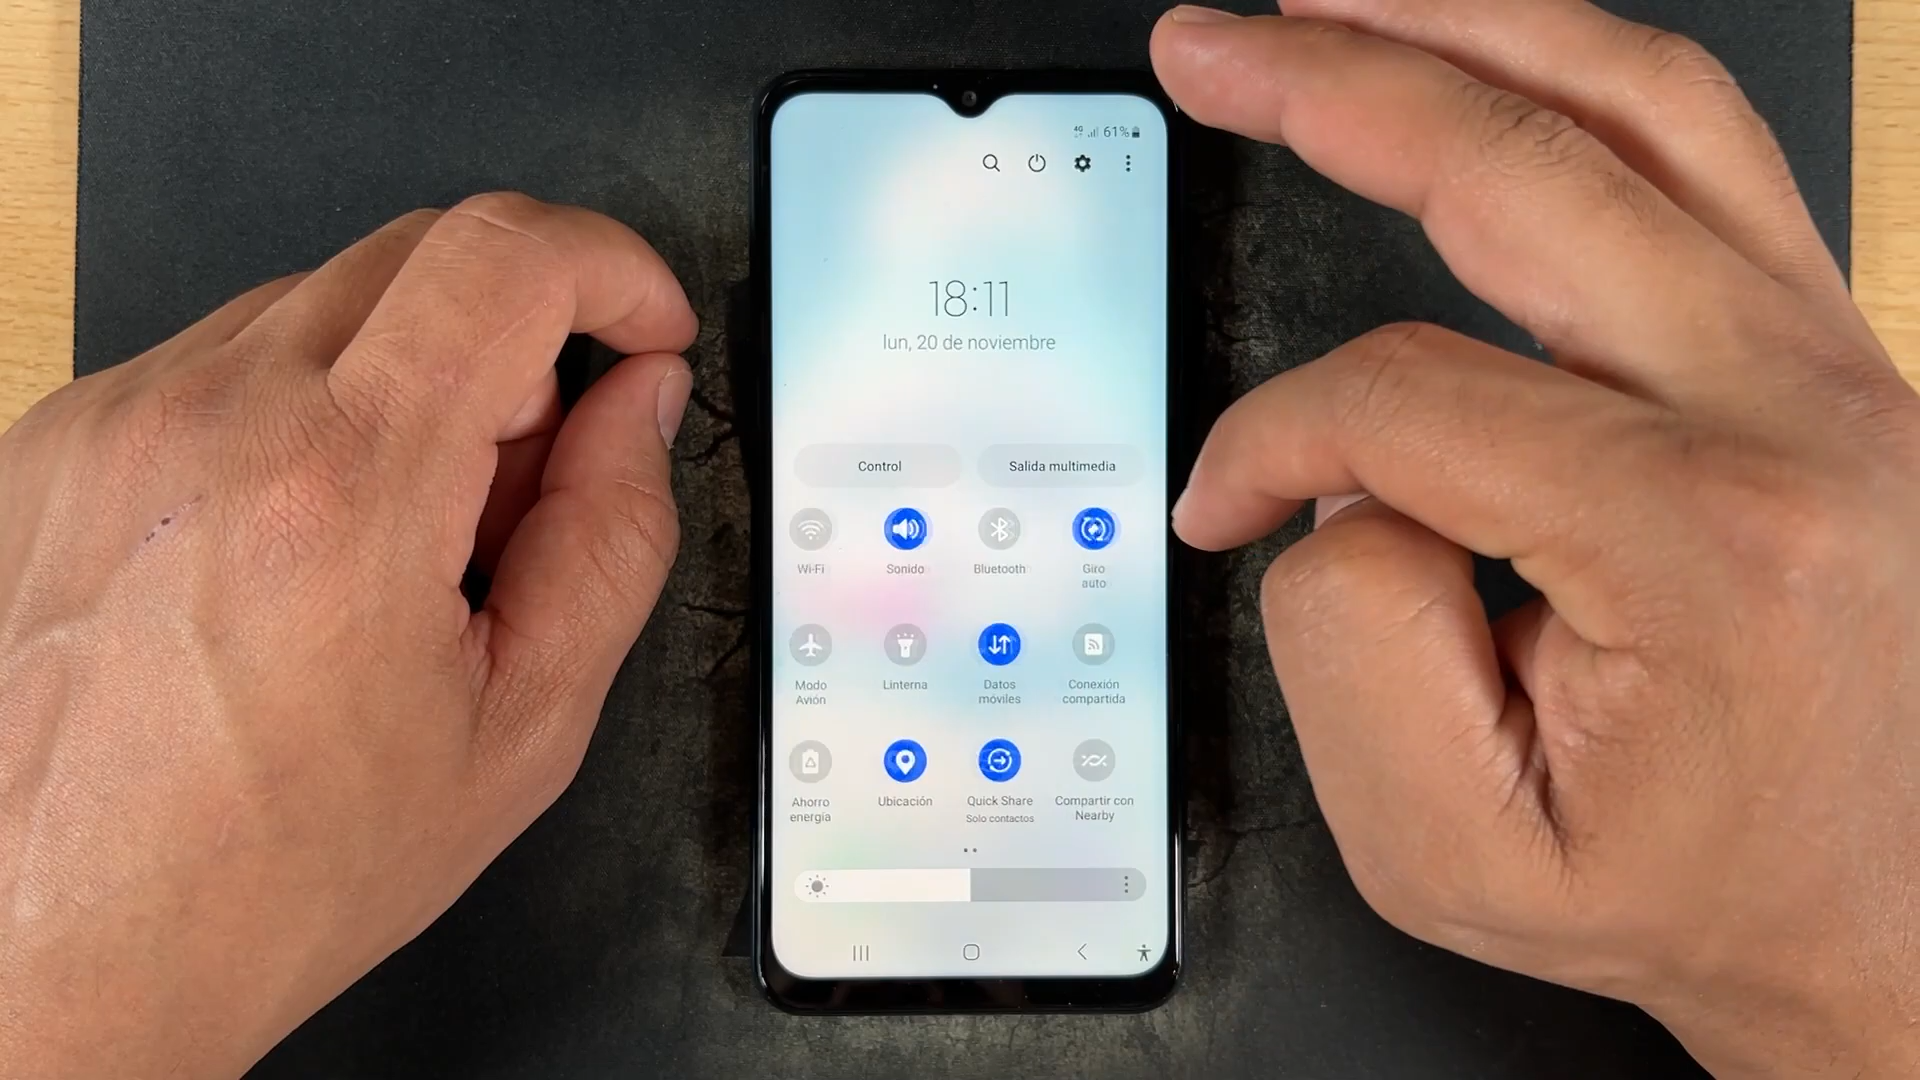 4G 61%
18:11
lun, 20 de noviembre
Control Salida multimedia
Wi-Fi Sonido Bluetooth Giro
auto
Modo Linterna Datos Conexión
Avión móviles compartida
Ahorro Ubicación Quick Share Compartir con
energía Solo contactos Nearby